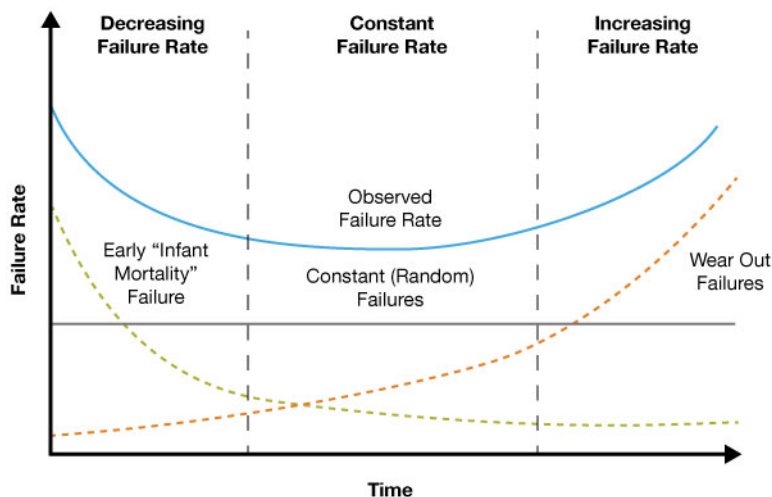 Decreasing
Failure Rate
Constant
Failure Rate
Increasing
Failure Rate
Observed
Failure Rate
Early “Infant
Mortality”
Failure
Constant (Random)
Failures
Wear Out
Failures
Failure Rate
Time